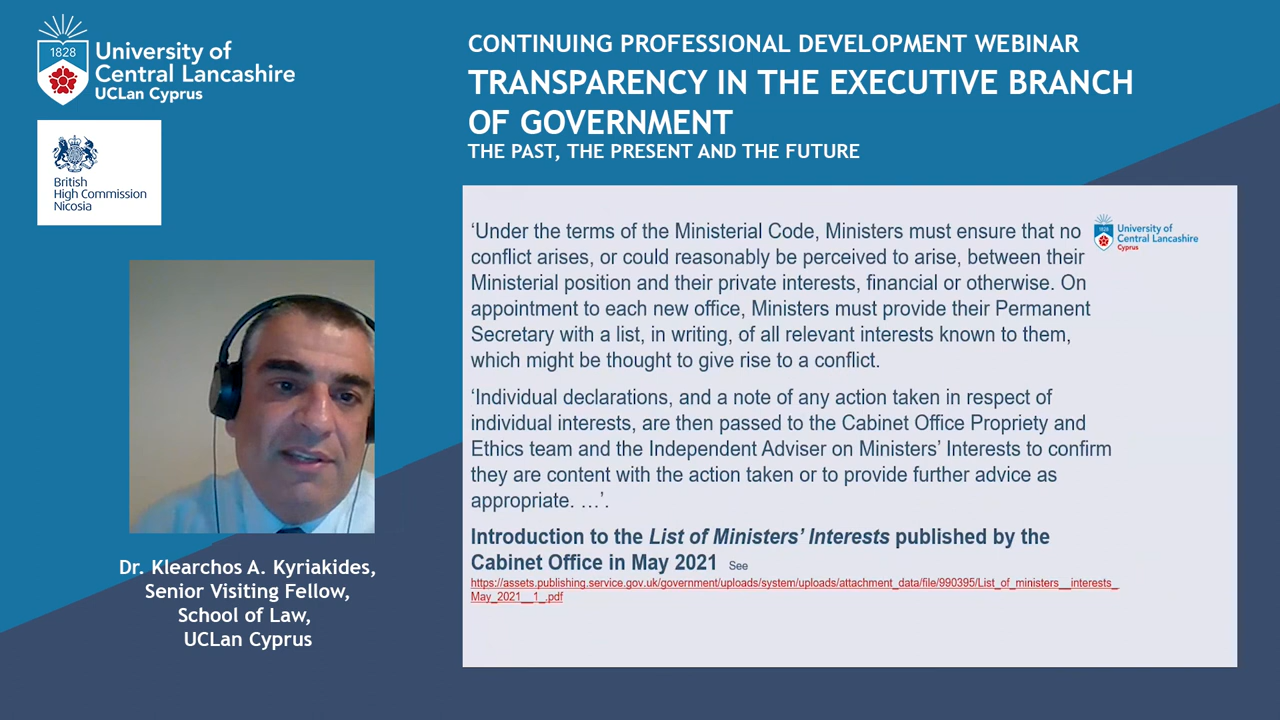 1828
University of
Central Lancashire
UCLan Cyprus
British
High Commission
Nicosia
CONTINUING PROFESSIONAL DEVELOPMENT WEBINAR
TRANSPARENCY IN THE EXECUTIVE BRANCH
OF GOVERNMENT
THE PAST, THE PRESENT AND THE FUTURE
‘Under the terms of the Ministerial Code, Ministers must ensure that no
conflict arises, or could reasonably be perceived to arise, between their
Ministerial position and their private interests, financial or otherwise. On
appointment to each new office, Ministers must provide their Permanent
Secretary with a list, in writing, of all relevant interests known to them,
which might be thought to give rise to a conflict.
‘Individual declarations, and a note of any action taken in respect of
individual interests, are then passed to the Cabinet Office Propriety and
Ethics team and the Independent Adviser on Ministers’ Interests to confirm
they are content with the action taken or to provide further advice as
appropriate. …’.
Introduction to the List of Ministers’ Interests published by the
Cabinet Office in May 2021 See
https://assets.publishing.service.gov.uk/government/uploads/system/uploads/attachment_data/file/990395/List_of_ministers__interests_
May_2021__1_.pdf
1828
University of
Central Lancashire
Cyprus
Dr. Klearchos A. Kyriakides,
Senior Visiting Fellow,
School of Law,
UCLan Cyprus